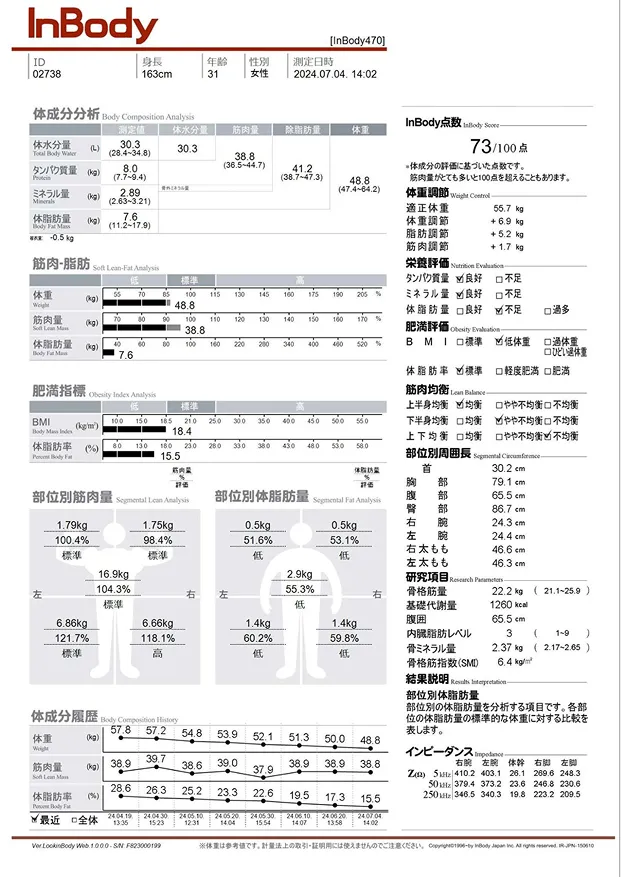 InBody
[InBody470]
ID 身長 年齢 性別 測定日時
02738 163cm 31 女性 2024.07.04. 14:02
体成分分析 Body Composition Analysis
測定値 体水分量 筋肉量 除脂肪量 体重
体水分量 Total Body Water (L) 30.3 (28.4~34.8) 30.3 38.8 (36.5~44.7) 41.2 (38.7~47.3) 48.8 (47.4~64.2)
タンパク質量 Protein (kg) 8.0 (7.7~9.4)
ミネラル量 Minerals (kg) 2.89 (2.63~3.21) 骨外ミネラル量
体脂肪量 Body Fat Mass (kg) 7.6 (11.2~17.9)
着衣量: -0.5 kg
筋肉-脂肪 Soft Lean-Fat Analysis
低 標準 高
体重 Weight (kg) 55 70 85 100 115 130 145 160 175 190 205 % 48.8
筋肉量 Soft Lean Mass (kg) 70 80 90 100 110 120 130 140 150 160 170 % 38.8
体脂肪量 Body Fat Mass (kg) 40 60 80 100 160 220 280 340 400 460 520 % 7.6
肥満指標 Obesity Index Analysis
低 標準 高
BMI Body Mass Index (kg/m²) 10.0 15.0 18.5 21.0 25.0 30.0 35.0 40.0 45.0 50.0 55.0 18.4
体脂肪率 Percent Body Fat (%) 8.0 13.0 18.0 23.0 28.0 33.0 38.0 43.0 48.0 53.0 58.0 15.5
筋肉量
%
評価
体脂肪量
%
評価
部位別筋肉量 Segmental Lean Analysis
1.79kg 1.75kg
100.4% 98.4%
標準 標準
16.9kg
104.3%
標準
左 右
6.86kg 6.66kg
121.7% 118.1%
標準 高
部位別体脂肪量 Segmental Fat Analysis
0.5kg 0.5kg
51.6% 53.1%
低 低
2.9kg
55.3%
低
左 右
1.4kg 1.4kg
60.2% 59.8%
低 低
体成分履歴 Body Composition History
体重 Weight (kg) 57.8 57.2 54.8 53.9 52.1 51.3 50.0 48.8
筋肉量 Soft Lean Mass (kg) 38.9 39.7 38.6 39.0 37.9 38.9 38.9 38.8
体脂肪率 Percent Body Fat (%) 28.6 26.3 25.2 23.3 22.6 19.5 17.3 15.5
最近 全体 24.04.19. 24.04.30. 24.05.10. 24.05.20. 24.05.30. 24.06.10. 24.06.20. 24.07.04.
13:35 15:23 12:31 14:04 15:54 14:07 14:08 14:02
InBody点数 InBody Score
73/100 点
*体成分の評価に基づいた点数です。
筋肉量がとても多いと100点を超えることもあります。
体重調節 Weight Control
適正体重 55.7 kg
体重調節 + 6.9 kg
脂肪調節 + 5.2 kg
筋肉調節 + 1.7 kg
栄養評価 Nutrition Evaluation
タンパク質量 良好 不足
ミネラル量 良好 不足
体脂肪量 良好 不足 過多
肥満評価 Obesity Evaluation
BMI 標準 低体重 過体重
ひどい過体重
体脂肪率 標準 軽度肥満 肥満
筋肉均衡 Lean Balance
上半身均衡 均衡 やや不均衡 不均衡
下半身均衡 均衡 やや不均衡 不均衡
上下均衡 均衡 やや不均衡 不均衡
部位別周囲長 Segmental Circumference
首 30.2 cm
胸部 79.1 cm
腹部 65.5 cm
臀部 86.7 cm
右腕 24.3 cm
左腕 24.4 cm
右太もも 46.6 cm
左太もも 46.3 cm
研究項目 Research Parameters
骨格筋量 22.2 kg ( 21.1~25.9 )
基礎代謝量 1260 kcal
腹囲 65.5 cm
内臓脂肪レベル 3 ( 1~9 )
骨ミネラル量 2.37 kg ( 2.17~2.65 )
骨格筋指数(SMI) 6.4 kg/m²
結果説明 Results Interpretation
部位別体脂肪量
部位別の体脂肪量を分析する項目です。各部
位の体脂肪量の標準的な体重に対する比較を
表します。
インピーダンス Impedance
右腕 左腕 体幹 右脚 左脚
Z(Ω) 5 kHz 410.2 403.1 26.1 269.6 248.3
50 kHz 379.4 373.2 23.6 246.8 230.6
250 kHz 346.5 340.3 19.8 223.2 209.5
Ver.LookinBody Web.1.0.0.0 - S/N: F823000199 ※体重は参考値です。計量法上の取引・証明用には使えませんのでご注意ください。 Copyright©1996~by InBody Japan Inc. All rights reserved. IR-JPN-150610